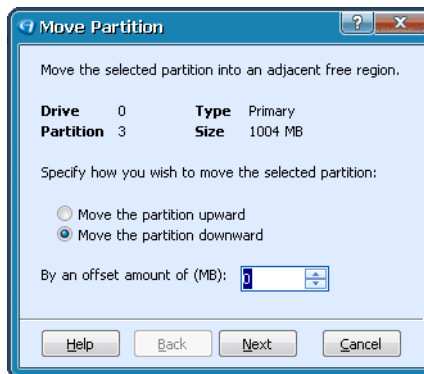 Move Partition
Move the selected partition into an adjacent free region.
Drive 0 Type Primary
Partition 3 Size 1004 MB
Specify how you wish to move the selected partition:
Move the partition upward
Move the partition downward
By an offset amount of (MB): 0
Help Back Next Cancel